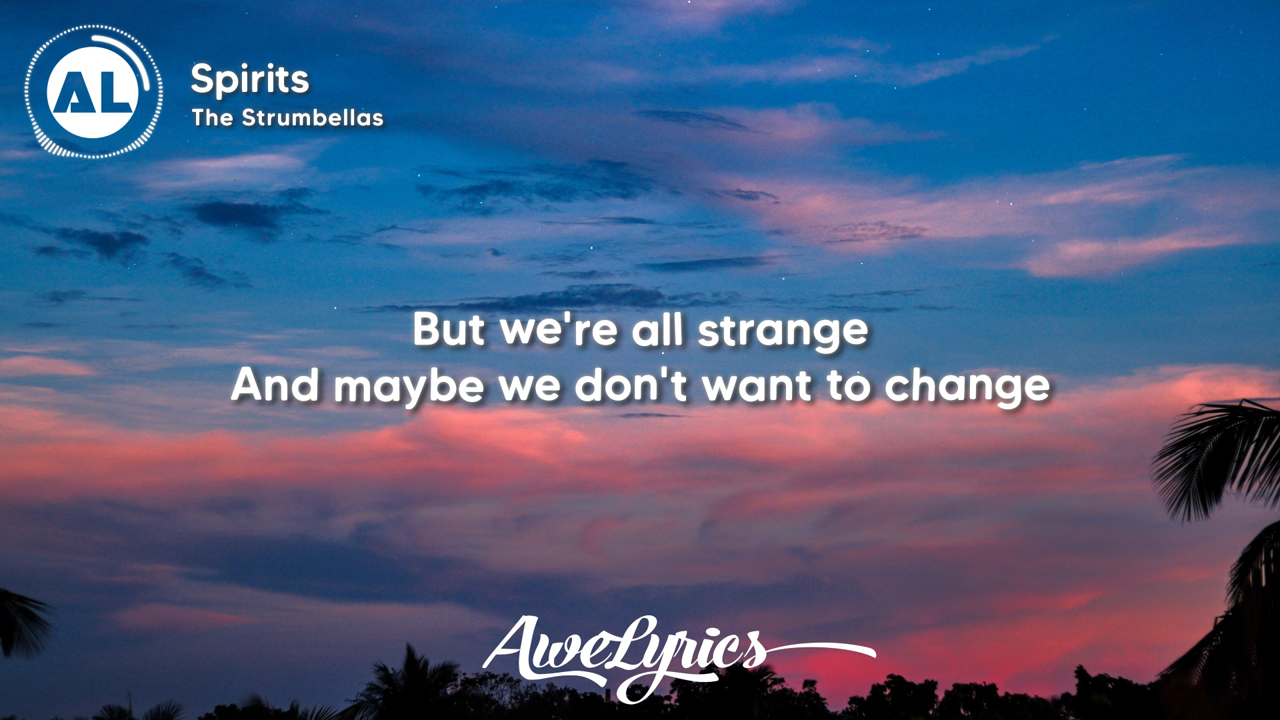 AL
Spirits
The Strumbellas
But we're all strange
And maybe we don't want to change
AweLyrics